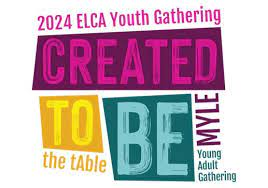 2024 ELCA Youth Gathering
CREATED
TO BE
the tAble
MYLE
Young
Adult
Gathering